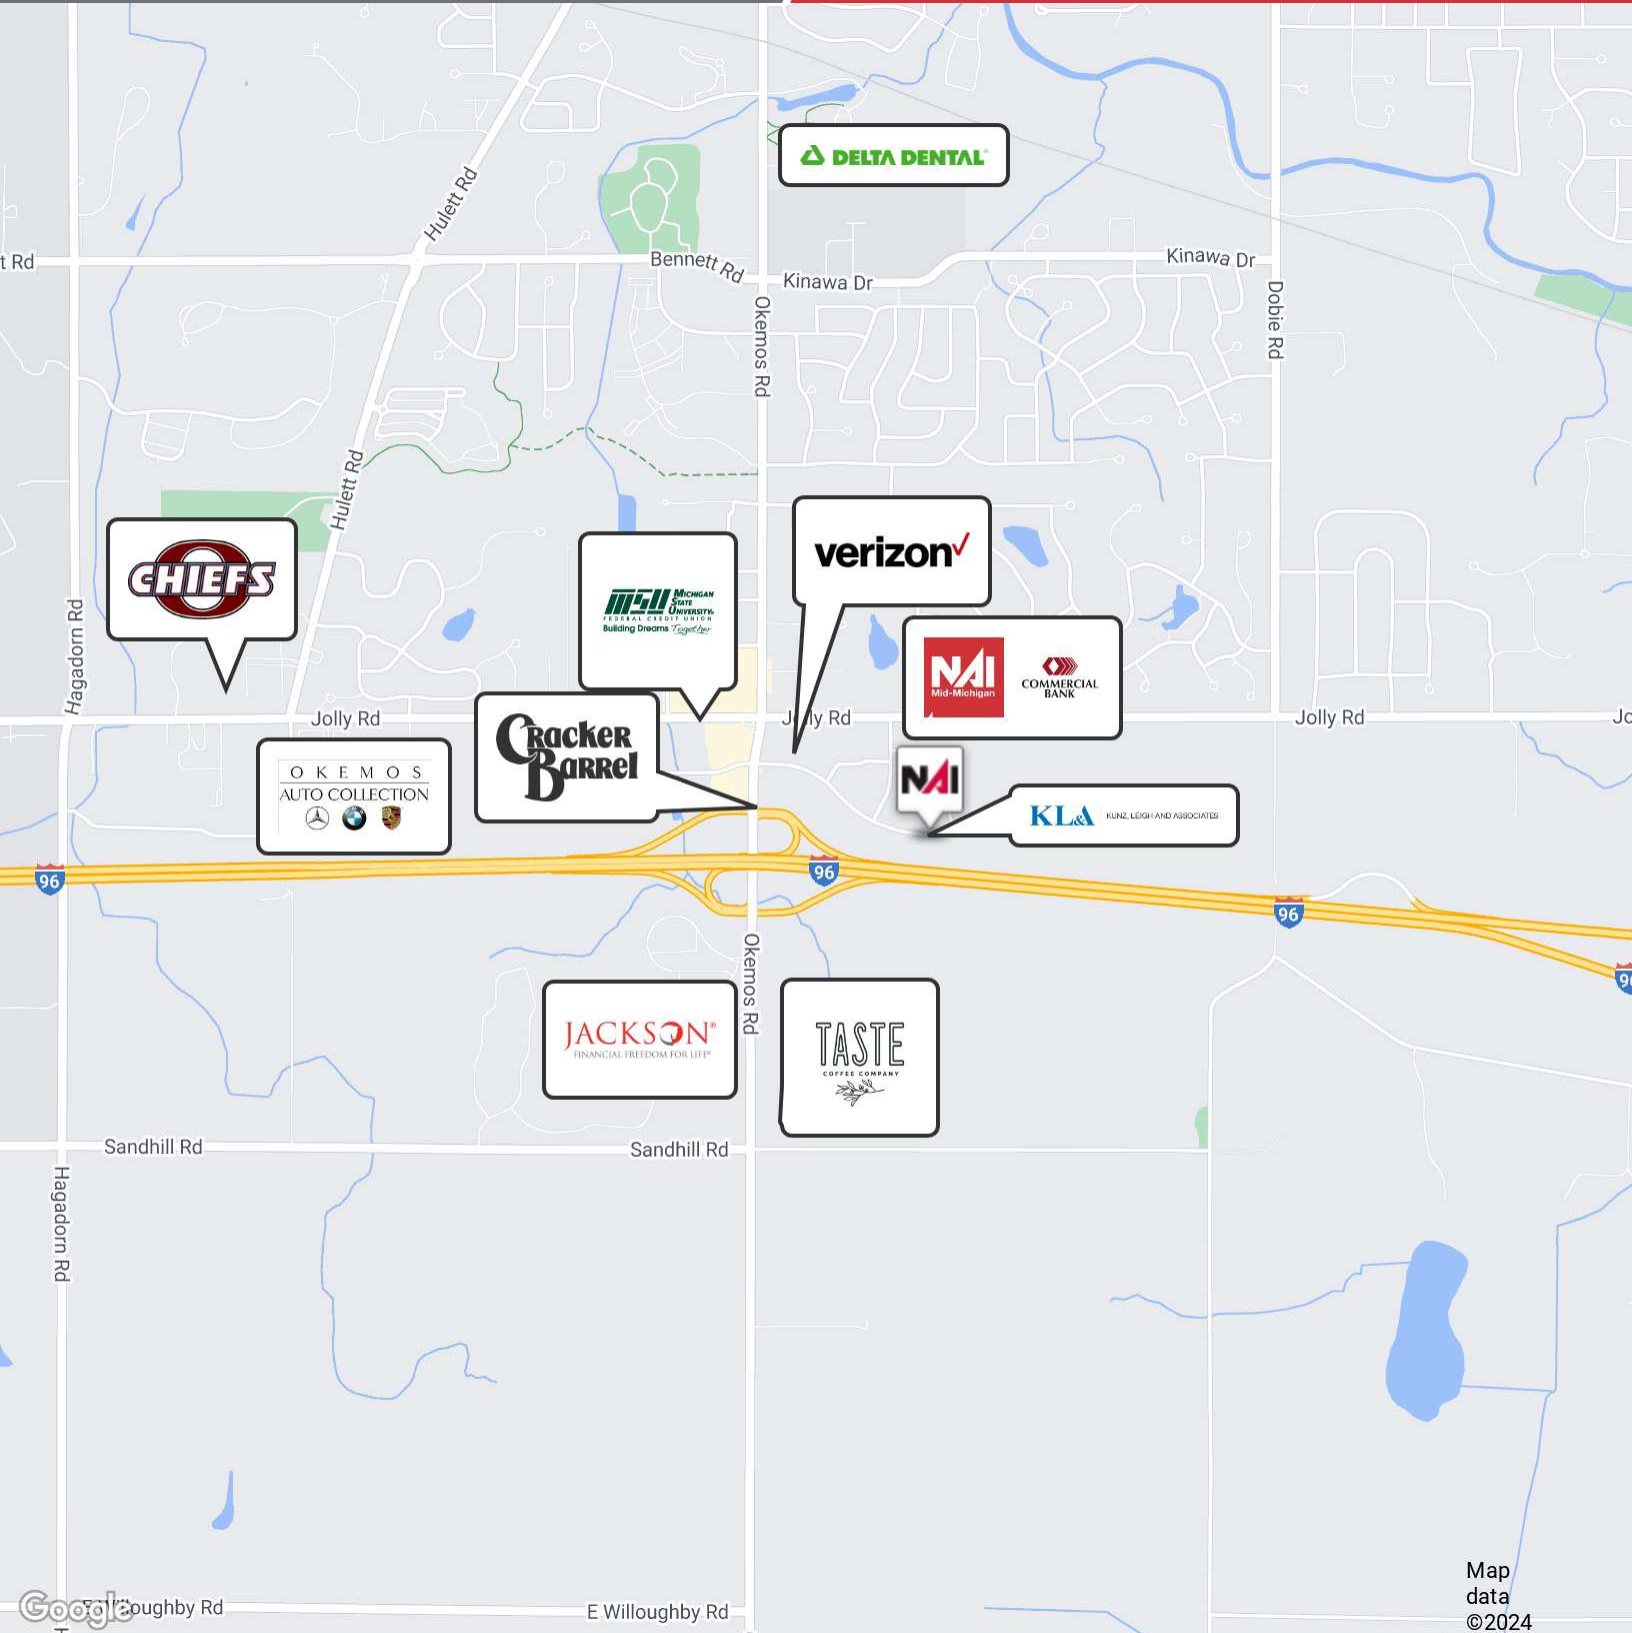 DELTA DENTAL
Hulett Rd
t Rd
Bennett Rd
Kinawa Dr
Kinawa Dr
Okemos Rd
Dobie Rd
Hulett Rd
CHIEFS
verizon
MSU MICHIGAN
STATE
UNIVERSITY
FEDERAL CREDIT UNION
Building Dreams Together
Hagadorn Rd
NAI
Mid-Michigan
COMMERCIAL
BANK
Jolly Rd
Jolly Rd
Jolly Rd
Jo
CRACKER
BARREL
OKEMOS
AUTO COLLECTION
NAI
KL&A KUNZ, LEIGH AND ASSOCIATES
96
96
96
96
Okemos Rd
JACKSON®
FINANCIAL FREEDOM FOR LIFE®
TASTE
COFFEE COMPANY
Sandhill Rd
Sandhill Rd
Hagadorn Rd
Google
E Willoughby Rd
E Willoughby Rd
Map
data
©2024